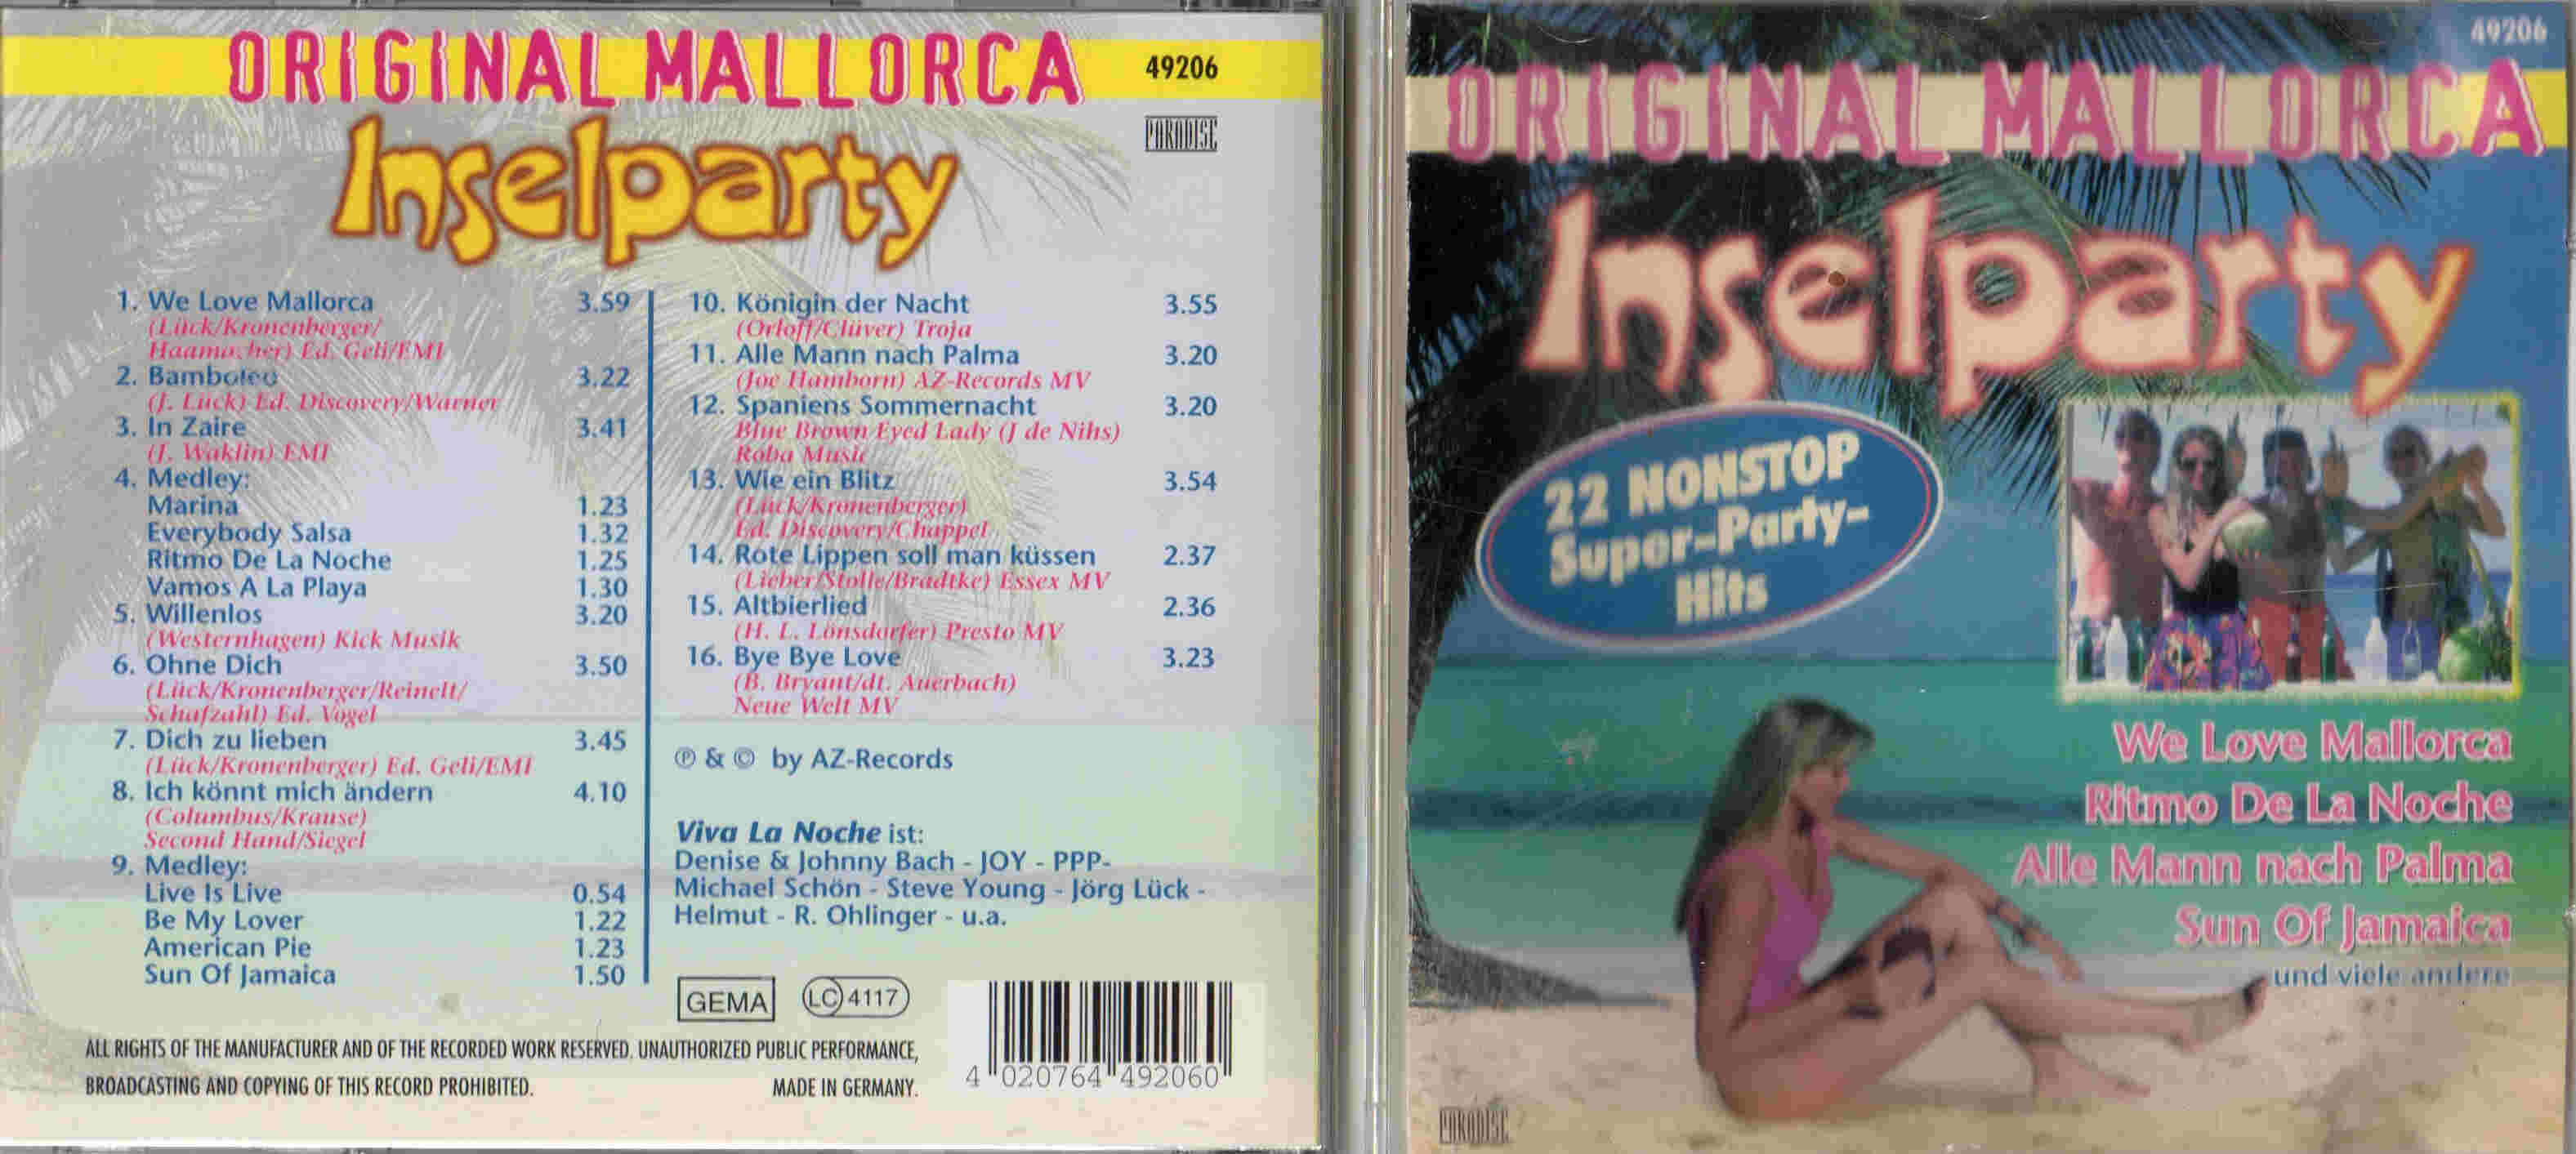 ORIGINAL MALLORCA 49206
PARADISC
Inselparty
1. We Love Mallorca 3.59
(Lück/Kronenberger/
Haamacher) Ed. Geli/EMI
2. Bamboleo 3.22
(J. Lück) Ed. Discovery/Warner
3. In Zaire 3.41
(J. Waklin) EMI
4. Medley:
Marina 1.23
Everybody Salsa 1.32
Ritmo De La Noche 1.25
Vamos A La Playa 1.30
5. Willenlos 3.20
(Westernhagen) Kick Musik
6. Ohne Dich 3.50
(Lück/Kronenberger/Reinelt/
Schafzahl) Ed. Vogel
7. Dich zu lieben 3.45
(Lück/Kronenberger) Ed. Geli/EMI
8. Ich könnt mich ändern 4.10
(Columbus/Krause)
Second Hand/Siegel
9. Medley:
Live Is Live 0.54
Be My Lover 1.22
American Pie 1.23
Sun Of Jamaica 1.50
10. Königin der Nacht 3.55
(Orloff/Clüver) Troja
11. Alle Mann nach Palma 3.20
(Joe Hamborn) AZ-Records MV
12. Spaniens Sommernacht 3.20
Blue Brown Eyed Lady (J de Nihs)
Roba Music
13. Wie ein Blitz 3.54
(Lück/Kronenberger)
Ed. Discovery/Chappel
14. Rote Lippen soll man küssen 2.37
(Lieber/Stolle/Bradtke) Essex MV
15. Altbierlied 2.36
(H. L. Lönsdorfer) Presto MV
16. Bye Bye Love 3.23
(B. Bryant/dt. Auerbach)
Neue Welt MV
℗ & © by AZ-Records
Viva La Noche ist:
Denise & Johnny Bach - JOY - PPP-
Michael Schön - Steve Young - Jörg Lück -
Helmut - R. Ohlinger - u.a.
GEMA LC 4117
ALL RIGHTS OF THE MANUFACTURER AND OF THE RECORDED WORK RESERVED. UNAUTHORIZED PUBLIC PERFORMANCE,
BROADCASTING AND COPYING OF THIS RECORD PROHIBITED. MADE IN GERMANY.
4 020764 492060
49206
ORIGINAL MALLORCA
Inselparty
22 NONSTOP
Super-Party-
Hits
We Love Mallorca
Ritmo De La Noche
Alle Mann nach Palma
Sun Of Jamaica
und viele andere
PARADISC